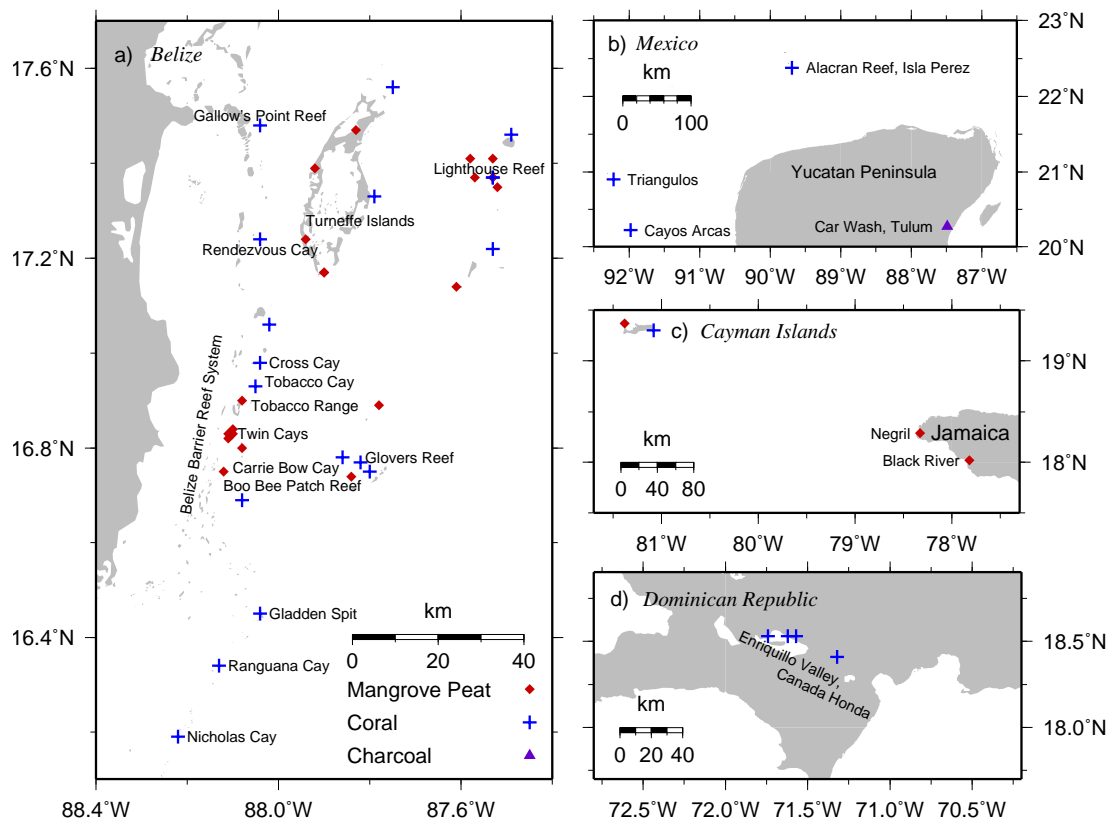 a) Belize
17.6˚N
17.2˚N
16.8˚N
16.4˚N
88.4˚W
88.0˚W
87.6˚W
Gallow's Point Reef
Lighthouse Reef
Turneffe Islands
Rendezvous Cay
Cross Cay
Tobacco Cay
Tobacco Range
Twin Cays
Glovers Reef
Carrie Bow Cay
Boo Bee Patch Reef
Belize Barrier Reef System
Gladden Spit
Ranguana Cay
Nicholas Cay
km
0 20 40
Mangrove Peat
Coral
Charcoal
b) Mexico
km
0 100
Alacran Reef, Isla Perez
Yucatan Peninsula
Triangulos
Cayos Arcas
Car Wash, Tulum
23˚N
22˚N
21˚N
20˚N
92˚W
91˚W
90˚W
89˚W
88˚W
87˚W
c) Cayman Islands
Negril
Jamaica
Black River
km
0 40 80
19˚N
18˚N
81˚W
80˚W
79˚W
78˚W
d) Dominican Republic
Enriquillo Valley,
Canada Honda
km
0 20 40
18.5˚N
18.0˚N
72.5˚W
72.0˚W
71.5˚W
71.0˚W
70.5˚W